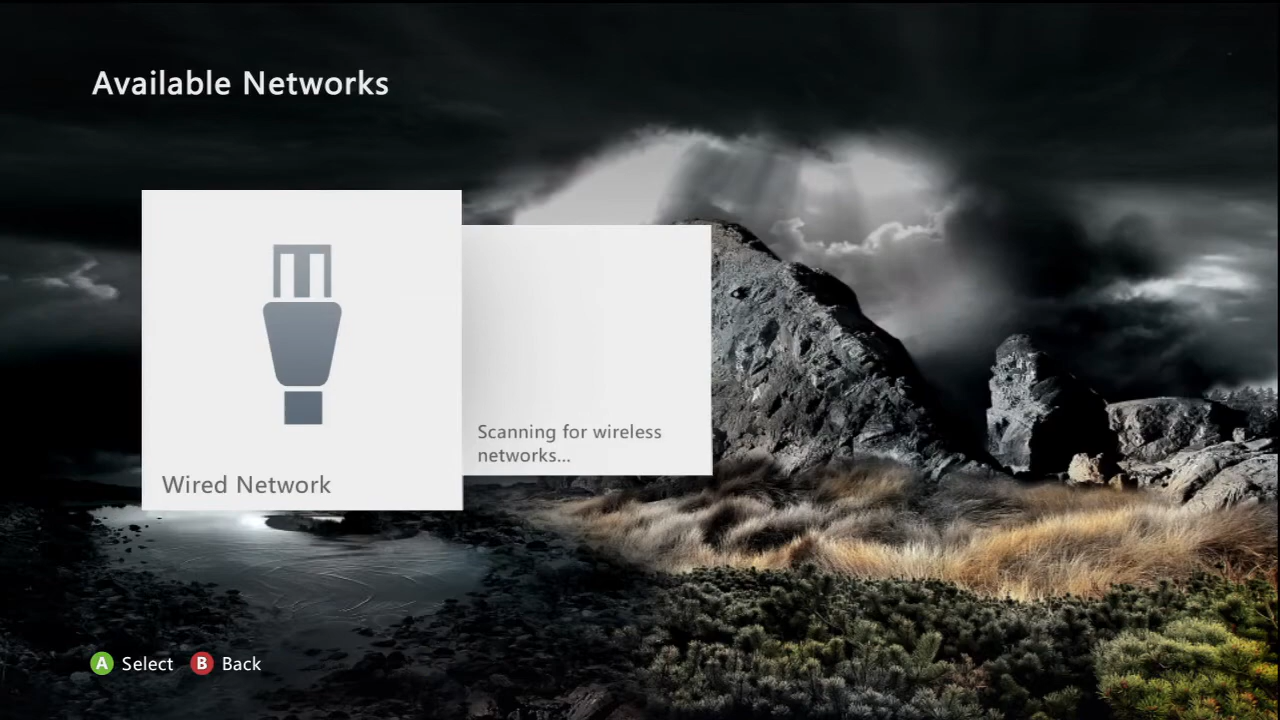 Available Networks
Wired Network
Scanning for wireless
networks...
A Select B Back